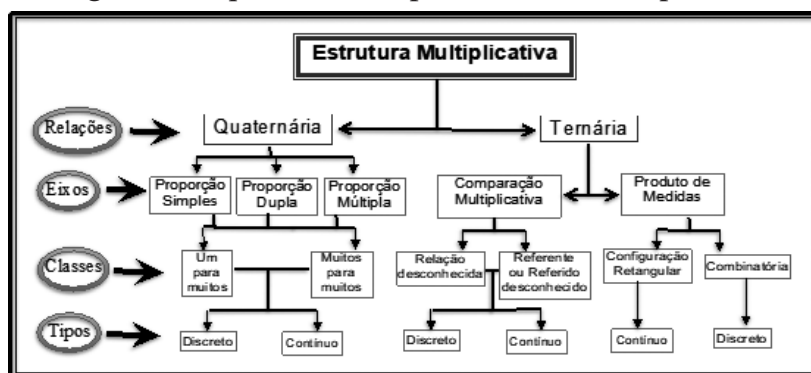 Estrutura Multiplicativa
Relações
Quaternária
Ternária
Eixos
Proporção
Simples
Proporção
Dupla
Proporção
Múltipla
Comparação
Multiplicativa
Produto de
Medidas
Classes
Um
para
muitos
Muitos
para
muitos
Relação
desconhecida
Referente
ou Referido
desconhecido
Configuração
Retangular
Combinatória
Tipos
Discreto
Contínuo
Discreto
Contínuo
Contínuo
Discreto